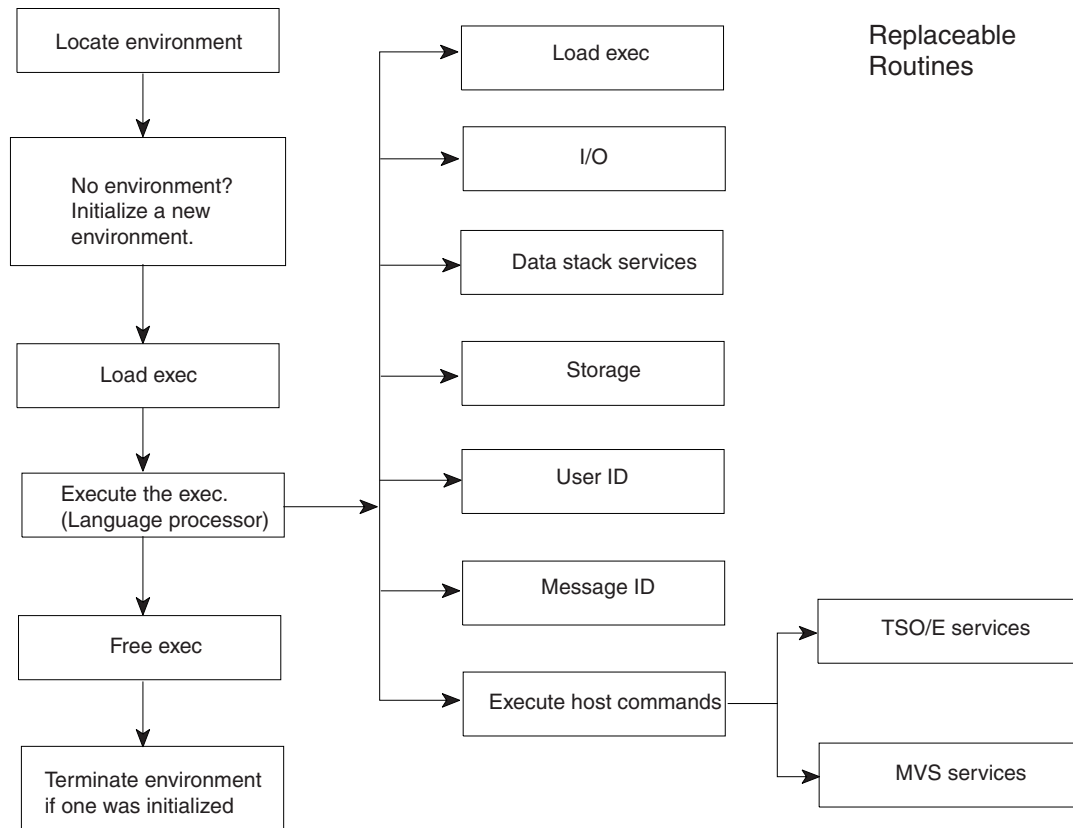 Locate environment
No environment?
Initialize a new
environment.
Load exec
Execute the exec.
(Language processor)
Free exec
Terminate environment
if one was initialized
Load exec
I/O
Data stack services
Storage
User ID
Message ID
Execute host commands
Replaceable
Routines
TSO/E services
MVS services